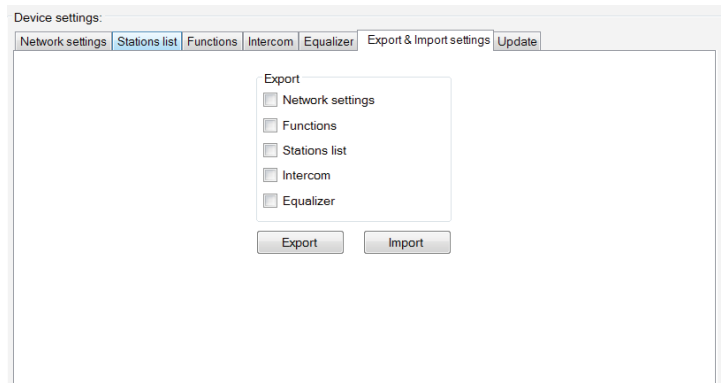 Device settings:
Network settings Stations list Functions Intercom Equalizer Export & Import settings Update
Export
Network settings
Functions
Stations list
Intercom
Equalizer
Export Import